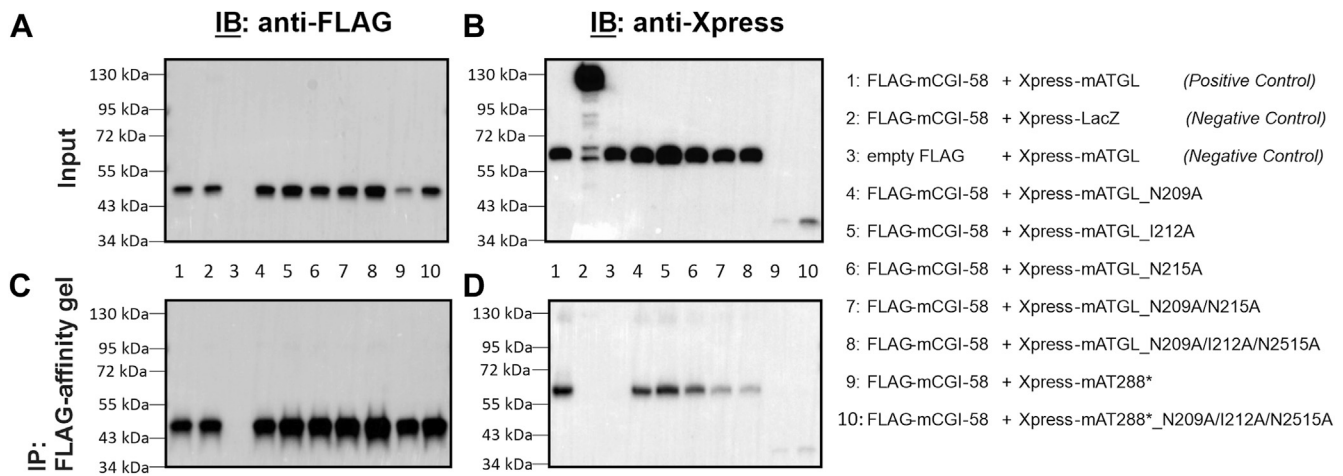 A IB: anti-FLAG B IB: anti-Xpress
Input
130 kDa
95 kDa
72 kDa
55 kDa
43 kDa
34 kDa
130 kDa
95 kDa
72 kDa
55 kDa
43 kDa
34 kDa
1 2 3 4 5 6 7 8 9 10
1 2 3 4 5 6 7 8 9 10
C D
IP:
FLAG-affinity gel
130 kDa
95 kDa
72 kDa
55 kDa
43 kDa
34 kDa
130 kDa
95 kDa
72 kDa
55 kDa
43 kDa
34 kDa
1: FLAG-mCGI-58 + Xpress-mATGL (Positive Control)
2: FLAG-mCGI-58 + Xpress-LacZ (Negative Control)
3: empty FLAG + Xpress-mATGL (Negative Control)
4: FLAG-mCGI-58 + Xpress-mATGL_N209A
5: FLAG-mCGI-58 + Xpress-mATGL_I212A
6: FLAG-mCGI-58 + Xpress-mATGL_N215A
7: FLAG-mCGI-58 + Xpress-mATGL_N209A/N215A
8: FLAG-mCGI-58 + Xpress-mATGL_N209A/I212A/N2515A
9: FLAG-mCGI-58 + Xpress-mAT288*
10: FLAG-mCGI-58 + Xpress-mAT288*_N209A/I212A/N2515A